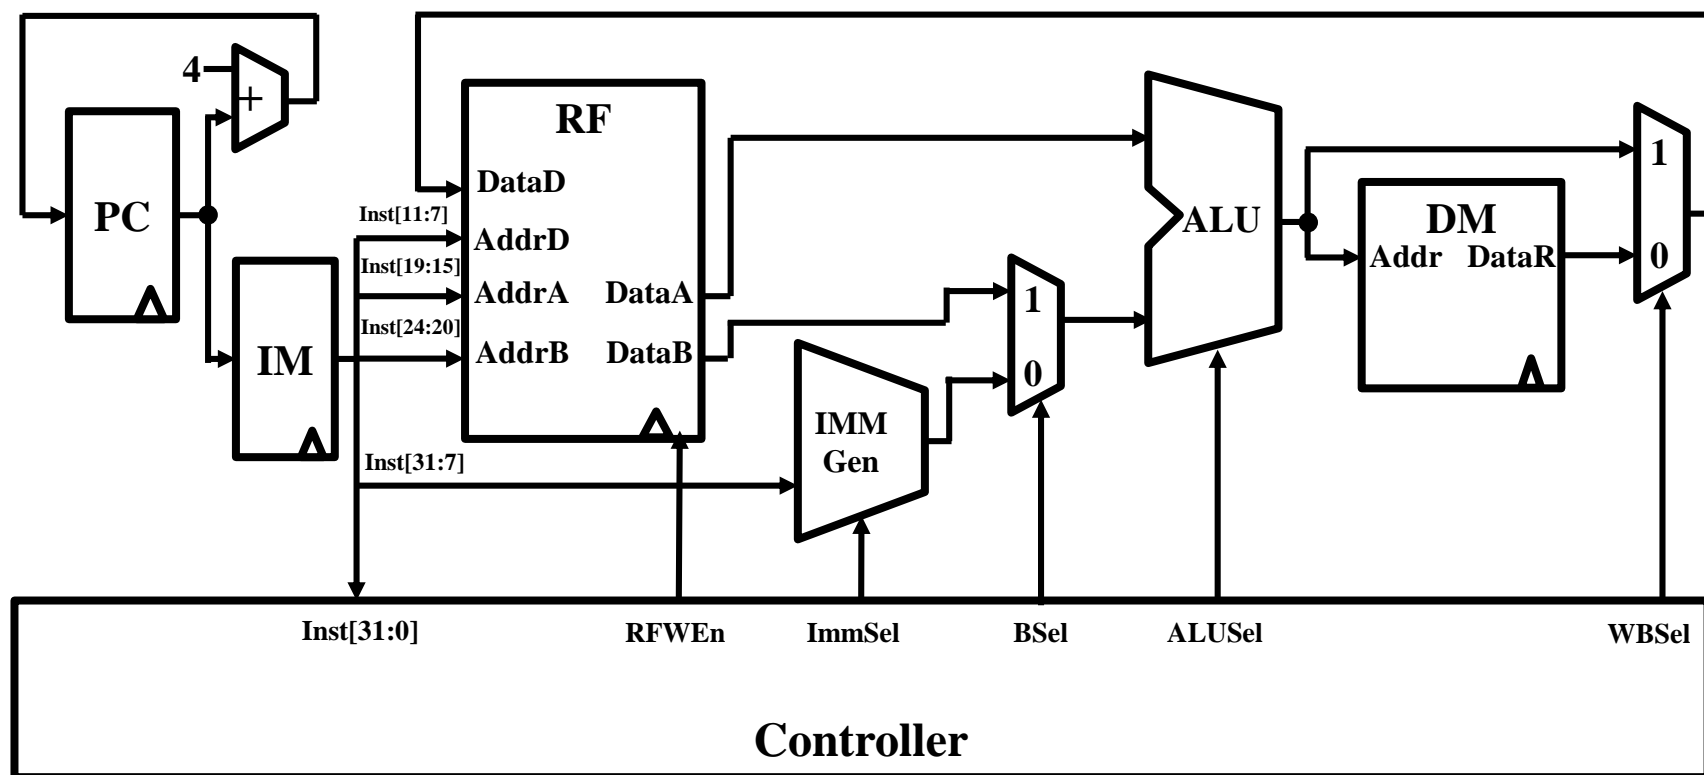 4
+
PC
IM
RF
DataD
Inst[11:7]
AddrD
Inst[19:15]
AddrA DataA
Inst[24:20]
AddrB DataB
Inst[31:7]
IMM
Gen
1
0
ALU
DM
Addr DataR
1
0
Inst[31:0] RFWEn ImmSel BSel ALUSel WBSel
Controller